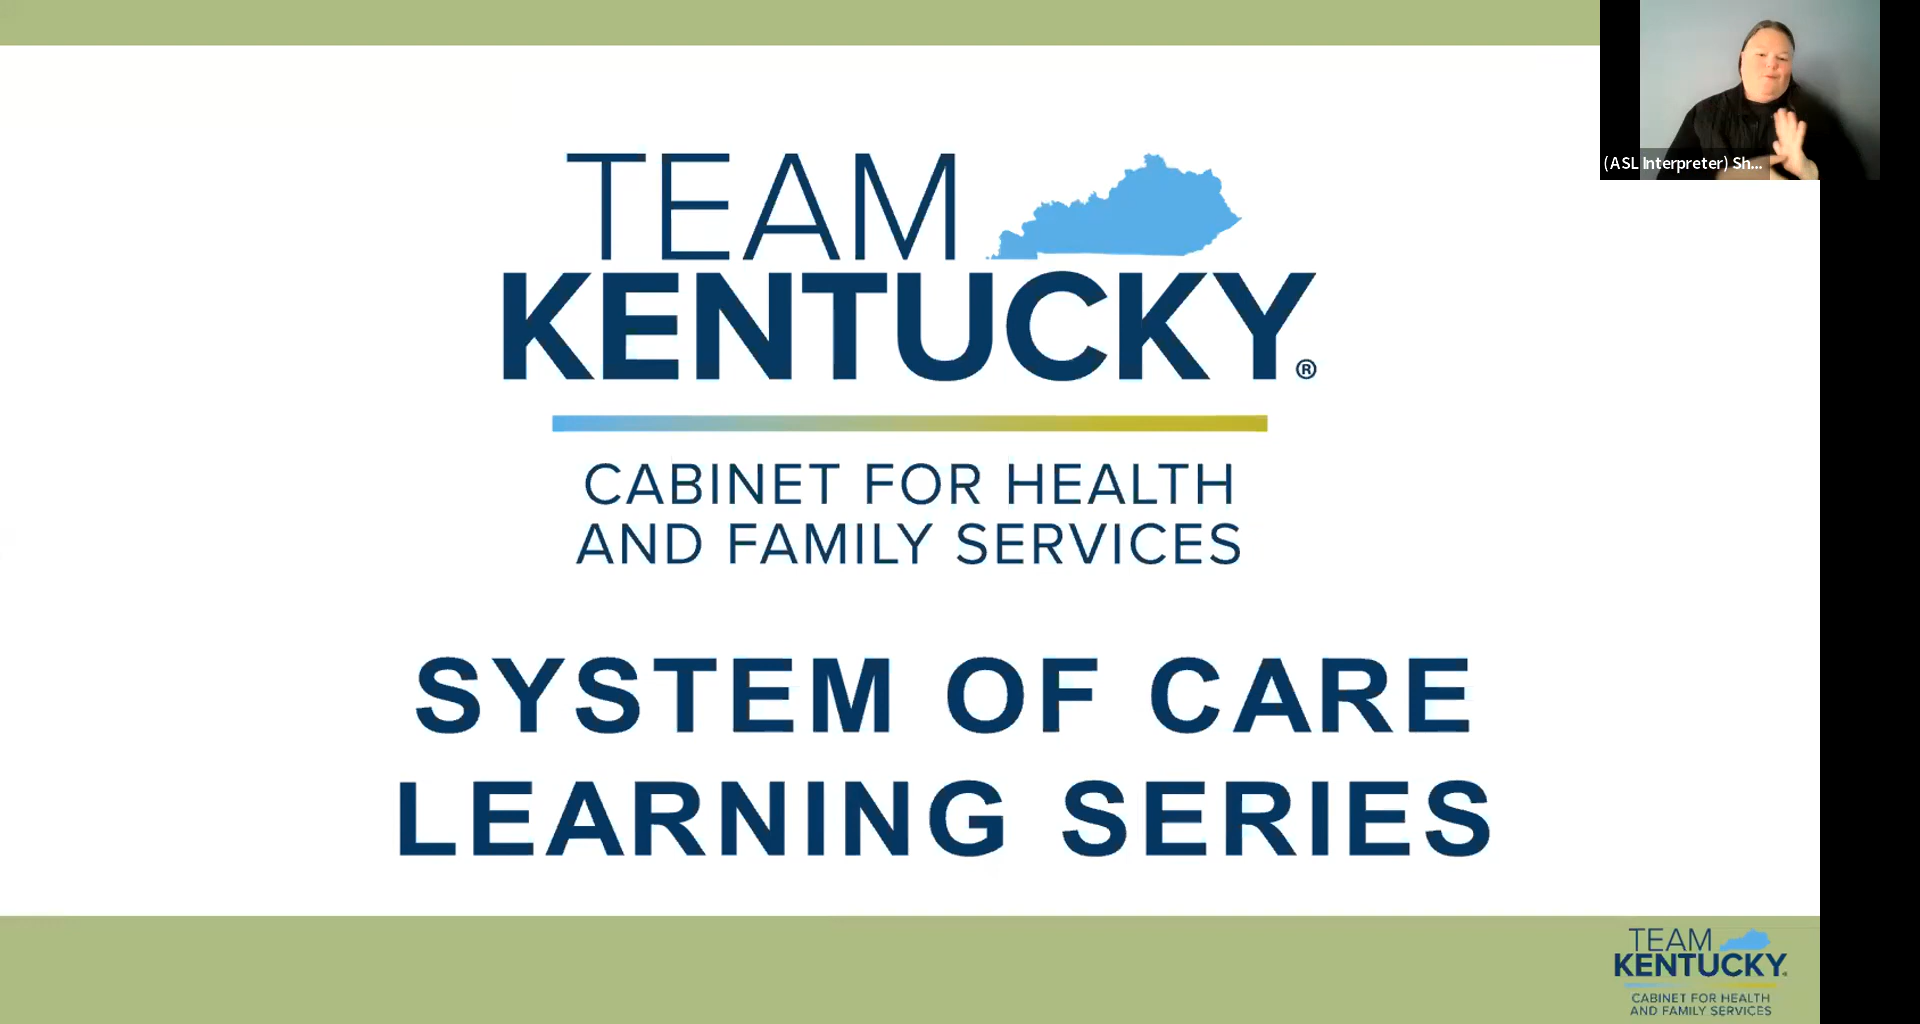 (ASL Interpreter) Sh...
TEAM
KENTUCKY®
CABINET FOR HEALTH
AND FAMILY SERVICES
SYSTEM OF CARE
LEARNING SERIES
TEAM
KENTUCKY®
CABINET FOR HEALTH
AND FAMILY SERVICES